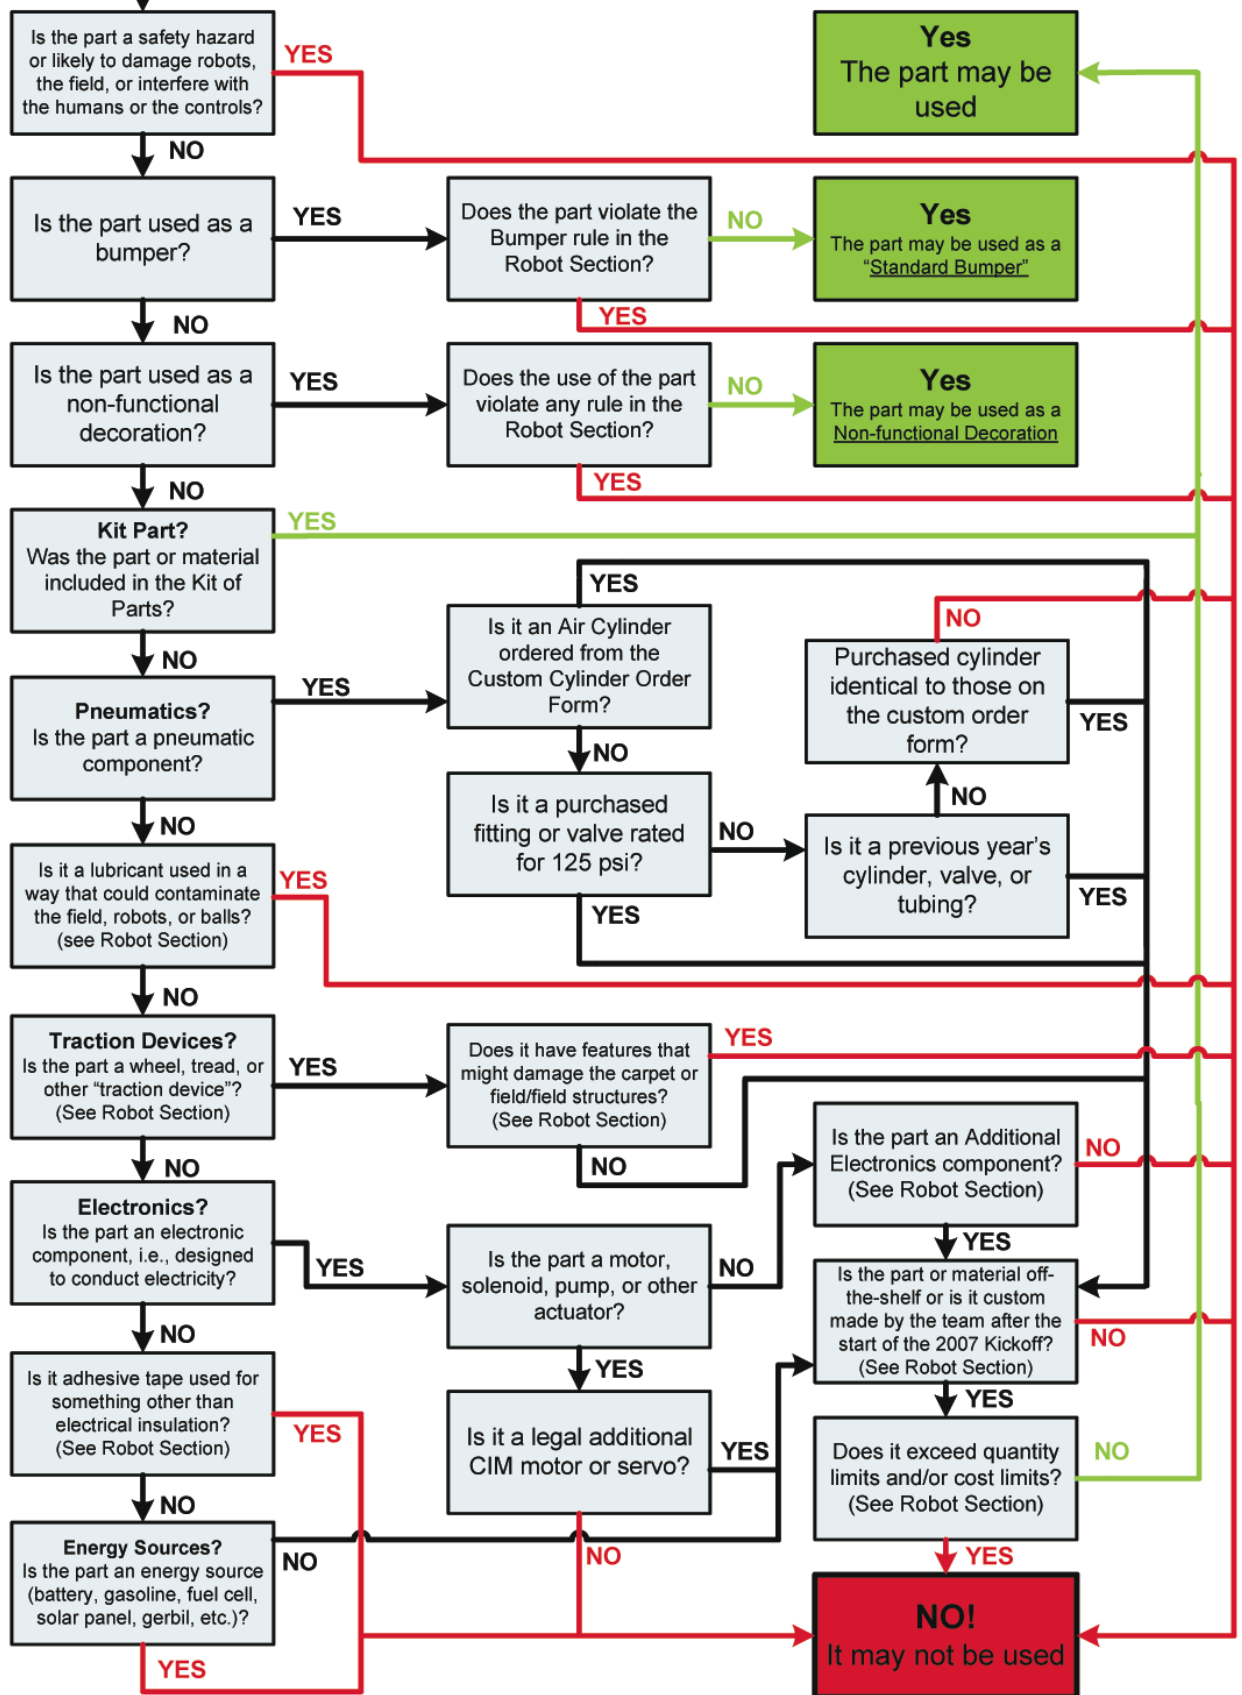 Is the part a safety hazard
or likely to damage robots,
the field, or interfere with
the humans or the controls?
YES
Yes
The part may be
used
NO
Is the part used as a
bumper?
YES
Does the part violate the
Bumper rule in the
Robot Section?
NO
Yes
The part may be used as a
“Standard Bumper”
YES
NO
Is the part used as a
non-functional
decoration?
YES
Does the use of the part
violate any rule in the
Robot Section?
NO
Yes
The part may be used as a
Non-functional Decoration
YES
NO
Kit Part?
Was the part or material
included in the Kit of
Parts?
YES
NO
Pneumatics?
Is the part a pneumatic
component?
YES
YES
Is it an Air Cylinder
ordered from the
Custom Cylinder Order
Form?
NO
Is it a purchased
fitting or valve rated
for 125 psi?
NO
YES
NO
Purchased cylinder
identical to those on
the custom order
form?
YES
NO
Is it a previous year’s
cylinder, valve, or
tubing?
YES
NO
Is it a lubricant used in a
way that could contaminate
the field, robots, or balls?
(see Robot Section)
YES
NO
Traction Devices?
Is the part a wheel, tread, or
other “traction device”?
(See Robot Section)
YES
Does it have features that
might damage the carpet or
field/field structures?
(See Robot Section)
YES
NO
NO
Electronics?
Is the part an electronic
component, i.e., designed
to conduct electricity?
YES
Is the part a motor,
solenoid, pump, or other
actuator?
NO
Is the part an Additional
Electronics component?
(See Robot Section)
NO
YES
Is the part or material off-
the-shelf or is it custom
made by the team after the
start of the 2007 Kickoff?
(See Robot Section)
NO
YES
NO
Is it adhesive tape used for
something other than
electrical insulation?
(See Robot Section)
YES
YES
Is it a legal additional
CIM motor or servo?
YES
NO
Does it exceed quantity
limits and/or cost limits?
(See Robot Section)
NO
YES
NO
Energy Sources?
Is the part an energy source
(battery, gasoline, fuel cell,
solar panel, gerbil, etc.)?
NO
YES
NO!
It may not be used